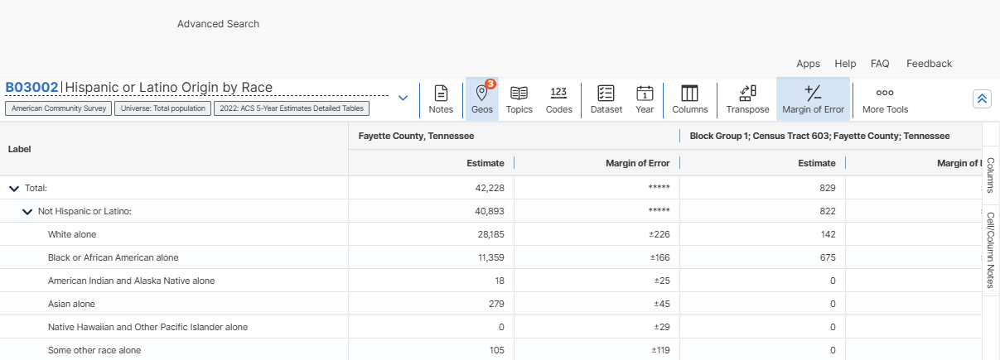 Advanced Search
Apps Help FAQ Feedback
B03002 | Hispanic or Latino Origin by Race
American Community Survey Universe: Total population 2022: ACS 5-Year Estimates Detailed Tables
Notes Geos 3 Topics 123 Codes Dataset 1 Year Columns Transpose Margin of Error More Tools
Label Fayette County, Tennessee Block Group 1; Census Tract 603; Fayette County; Tennessee
Estimate Margin of Error Estimate Margin of
Total: 42,228 ***** 829
Not Hispanic or Latino: 40,893 ***** 822
White alone 28,185 ±226 142
Black or African American alone 11,359 ±166 675
American Indian and Alaska Native alone 18 ±25 0
Asian alone 279 ±45 0
Native Hawaiian and Other Pacific Islander alone 0 ±29 0
Some other race alone 105 ±119 0
Columns
Cell/Column Notes